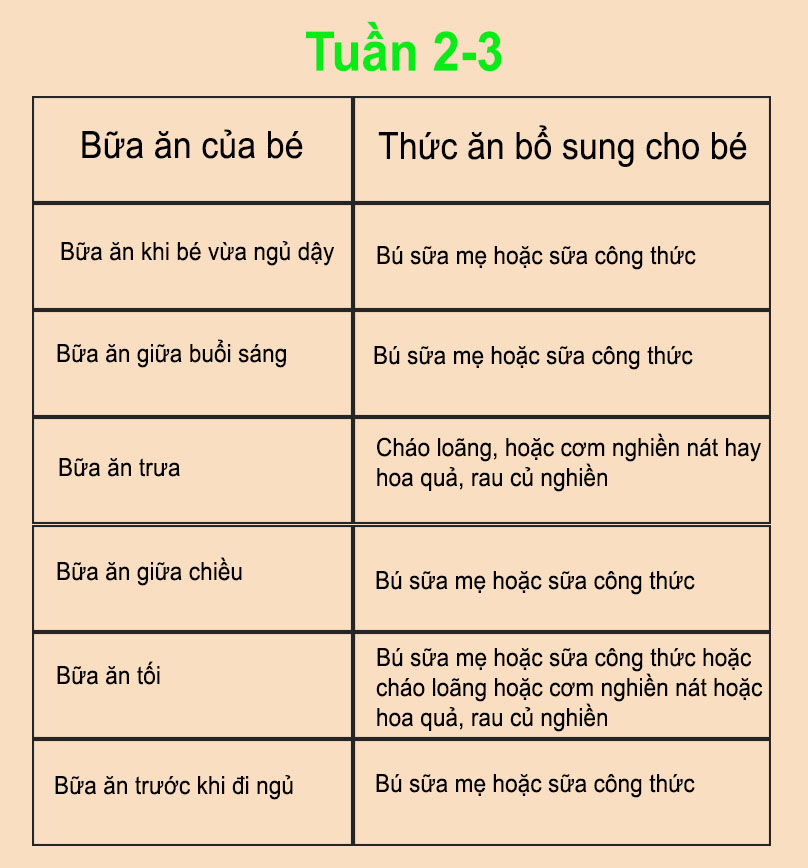 Tuần 2-3
Bữa ăn của bé
Thức ăn bổ sung cho bé
Bữa ăn khi bé vừa ngủ dậy
Bú sữa mẹ hoặc sữa công thức
Bữa ăn giữa buổi sáng
Bú sữa mẹ hoặc sữa công thức
Bữa ăn trưa
Cháo loãng, hoặc cơm nghiền nát hay
hoa quả, rau củ nghiền
Bữa ăn giữa chiều
Bú sữa mẹ hoặc sữa công thức
Bữa ăn tối
Bú sữa mẹ hoặc sữa công thức hoặc
cháo loãng hoặc cơm nghiền nát hoặc
hoa quả, rau củ nghiền
Bữa ăn trước khi đi ngủ
Bú sữa mẹ hoặc sữa công thức